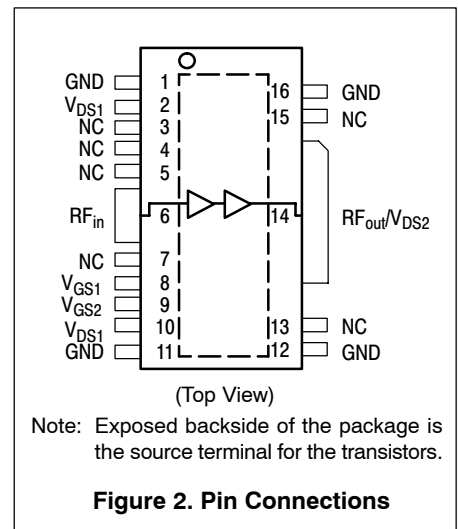 GND 1 16 GND
VDS1 2 15 NC
NC 3
NC 4
NC 5
RFin 6 14 RFout/VDS2
NC 7
VGS1 8
VGS2 9
VDS1 10 13 NC
GND 11 12 GND
(Top View)
Note: Exposed backside of the package is
the source terminal for the transistors.
Figure 2. Pin Connections